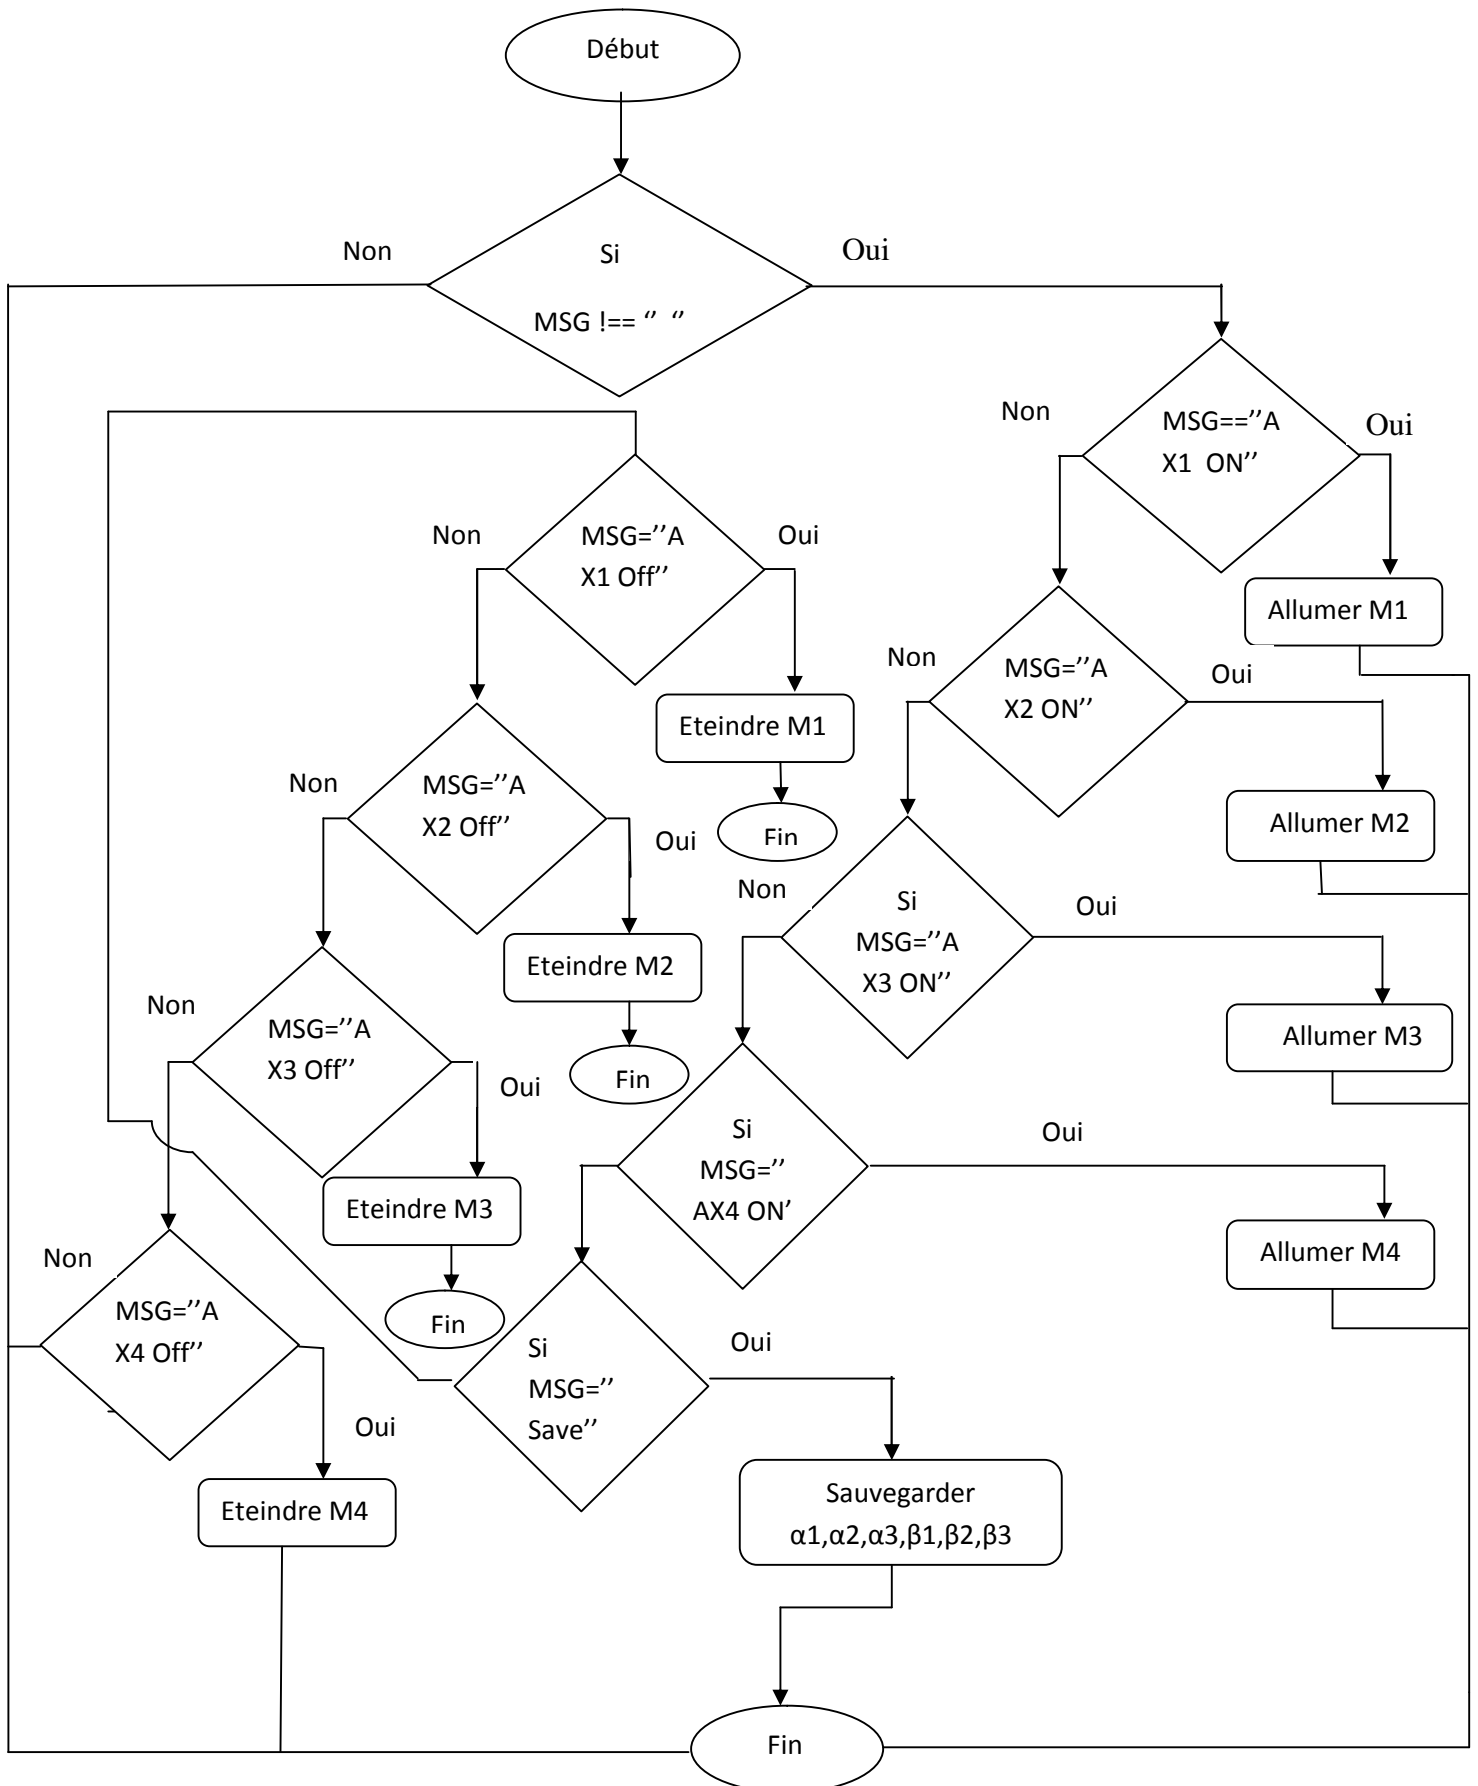 Début
Non
Si
Oui
MSG !== “ “
Non
MSG==’’A
X1 ON’’
Oui
Non
MSG=’’A
X1 Off’’
Oui
Allumer M1
Non
MSG=’’A
X2 ON’’
Oui
Eteindre M1
Non
MSG=’’A
X2 Off’’
Oui
Fin
Allumer M2
Non
Si
MSG=’’A
X3 ON’’
Oui
Eteindre M2
Non
MSG=’’A
X3 Off’’
Oui
Fin
Allumer M3
Si
MSG=’’
AX4 ON’
Oui
Eteindre M3
Non
MSG=’’A
X4 Off’’
Oui
Fin
Allumer M4
Si
MSG=’’
Save’’
Oui
Eteindre M4
Sauvegarder
α1,α2,α3,β1,β2,β3
Fin